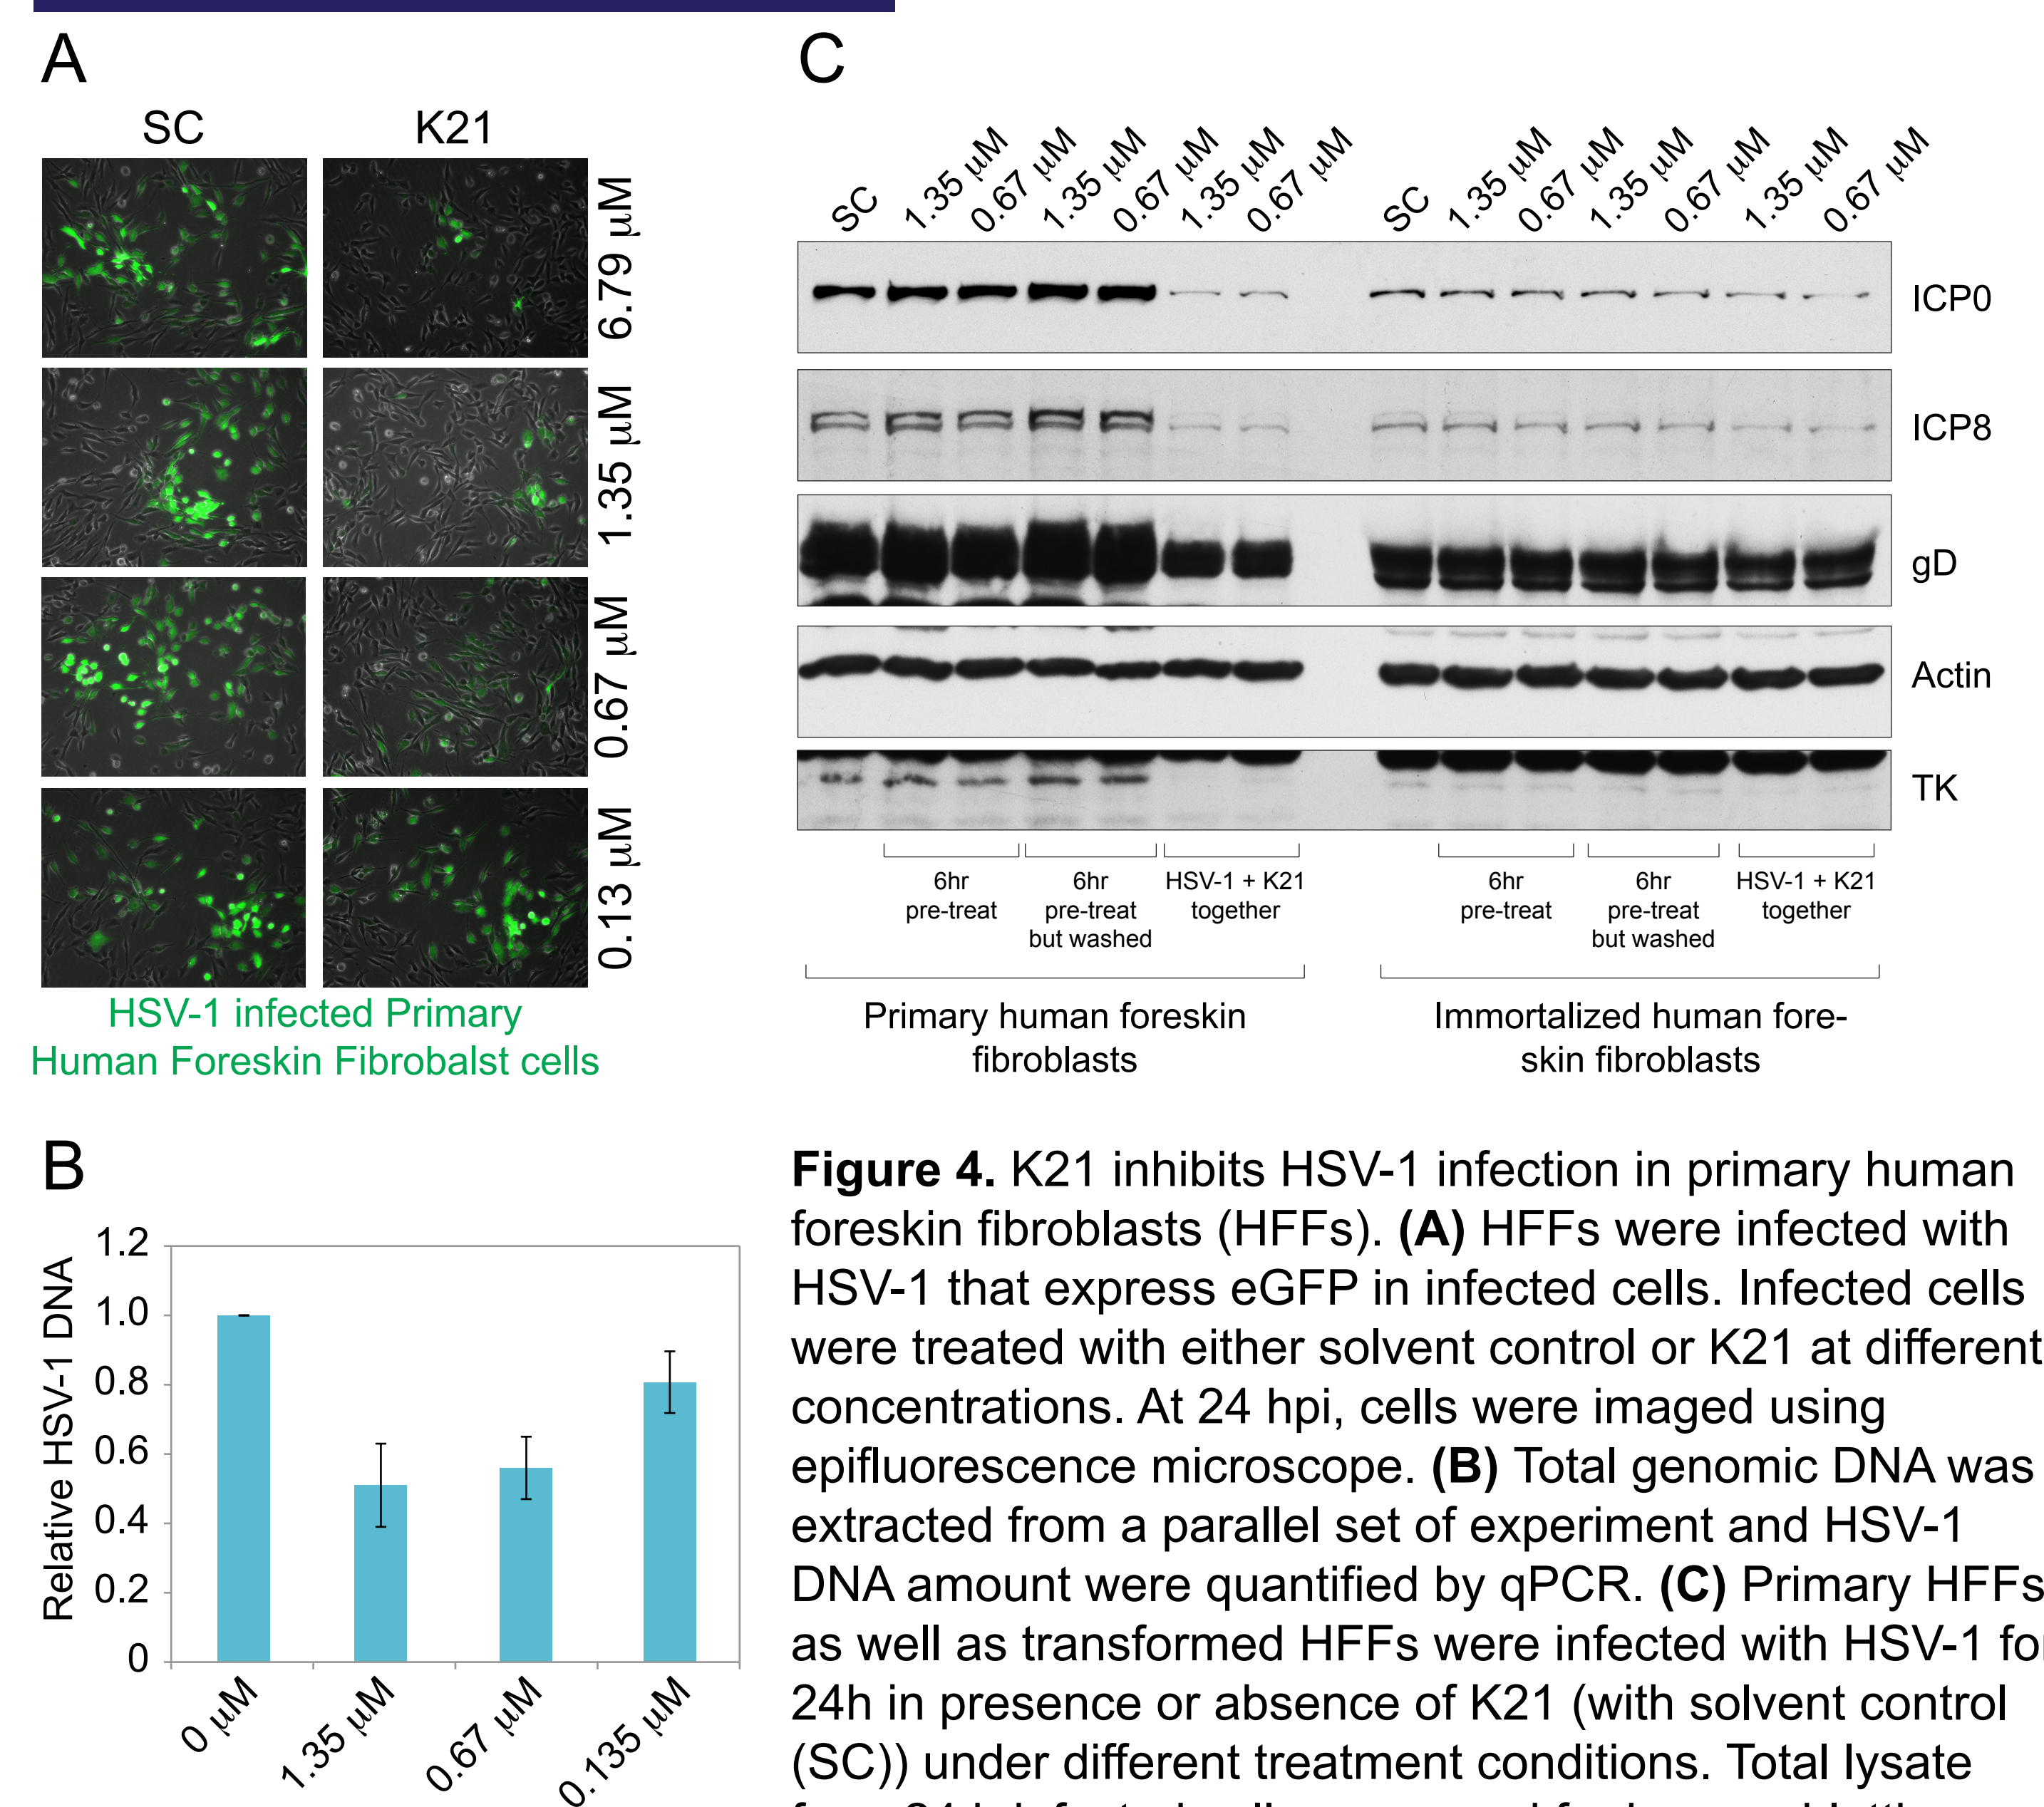 A
SC K21
6.79 µM
1.35 µM
0.67 µM
0.13 µM
HSV-1 infected Primary
Human Foreskin Fibrobalst cells
B
Relative HSV-1 DNA
1.2
1.0
0.8
0.6
0.4
0.2
0
0 µM 1.35 µM 0.67 µM 0.135 µM
C
SC 1.35 µM 0.67 µM 1.35 µM 0.67 µM 1.35 µM 0.67 µM SC 1.35 µM 0.67 µM 1.35 µM 0.67 µM 1.35 µM 0.67 µM
ICP0
ICP8
gD
Actin
TK
6hr
pre-treat
6hr
pre-treat
but washed
HSV-1 + K21
together
6hr
pre-treat
6hr
pre-treat
but washed
HSV-1 + K21
together
Primary human foreskin
fibroblasts
Immortalized human fore-
skin fibroblasts
Figure 4. K21 inhibits HSV-1 infection in primary human
foreskin fibroblasts (HFFs). (A) HFFs were infected with
HSV-1 that express eGFP in infected cells. Infected cells
were treated with either solvent control or K21 at different
concentrations. At 24 hpi, cells were imaged using
epifluorescence microscope. (B) Total genomic DNA was
extracted from a parallel set of experiment and HSV-1
DNA amount were quantified by qPCR. (C) Primary HFFs
as well as transformed HFFs were infected with HSV-1 for
24h in presence or absence of K21 (with solvent control
(SC)) under different treatment conditions. Total lysate